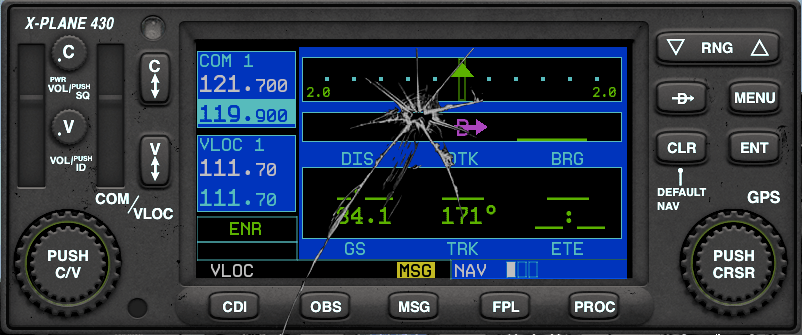 X-PLANE 430
.C
PWR
VOL/PUSH
SQ
.V
VOL/PUSH
ID
C
V
COM/VLOC
PUSH
C/V
COM 1
121.700
119.900
VLOC 1
111.70
111.70
ENR
VLOC
2.0 2.0
D
DIS DTK BRG
34.1 171° __:__
GS TRK ETE
MSG NAV
CDI OBS MSG FPL PROC
RNG
D MENU
CLR ENT
DEFAULT
NAV
GPS
PUSH
CRSR